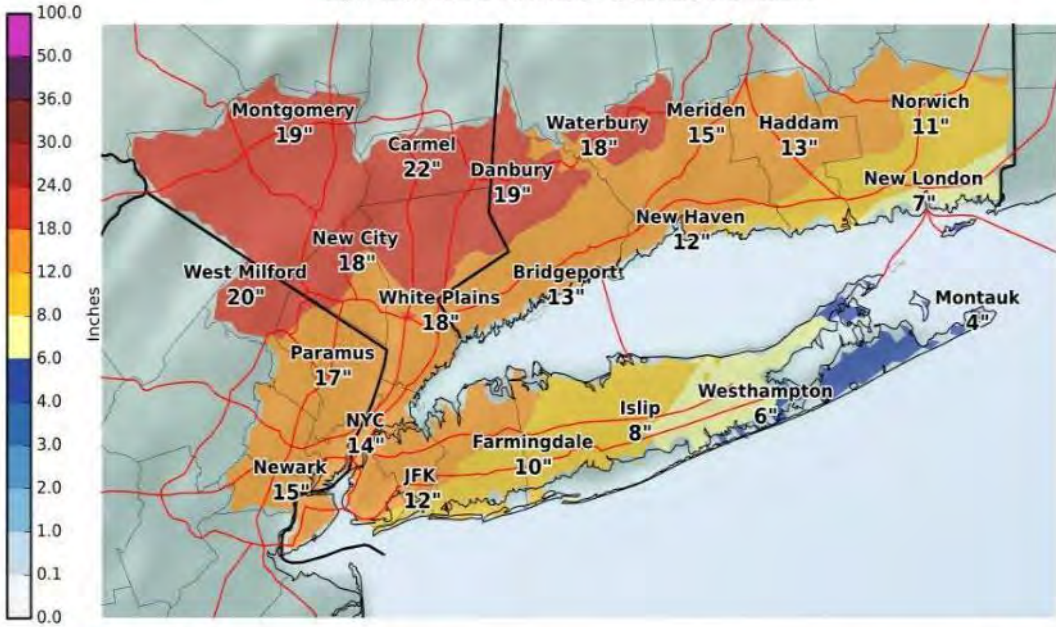 100.0
50.0
36.0
30.0
24.0
18.0
12.0
8.0
6.0
4.0
3.0
2.0
1.0
0.1
0.0
Inches
Montgomery
19"
Carmel
22"
Danbury
19"
Waterbury
18"
Meriden
15"
Haddam
13"
Norwich
11"
New London
7"
New Haven
12"
New City
18"
West Milford
20"
White Plains
18"
Bridgeport
13"
Montauk
4"
Paramus
17"
Westhampton
6"
Islip
8"
NYC
14"
Farmingdale
10"
Newark
15"
JFK
12"